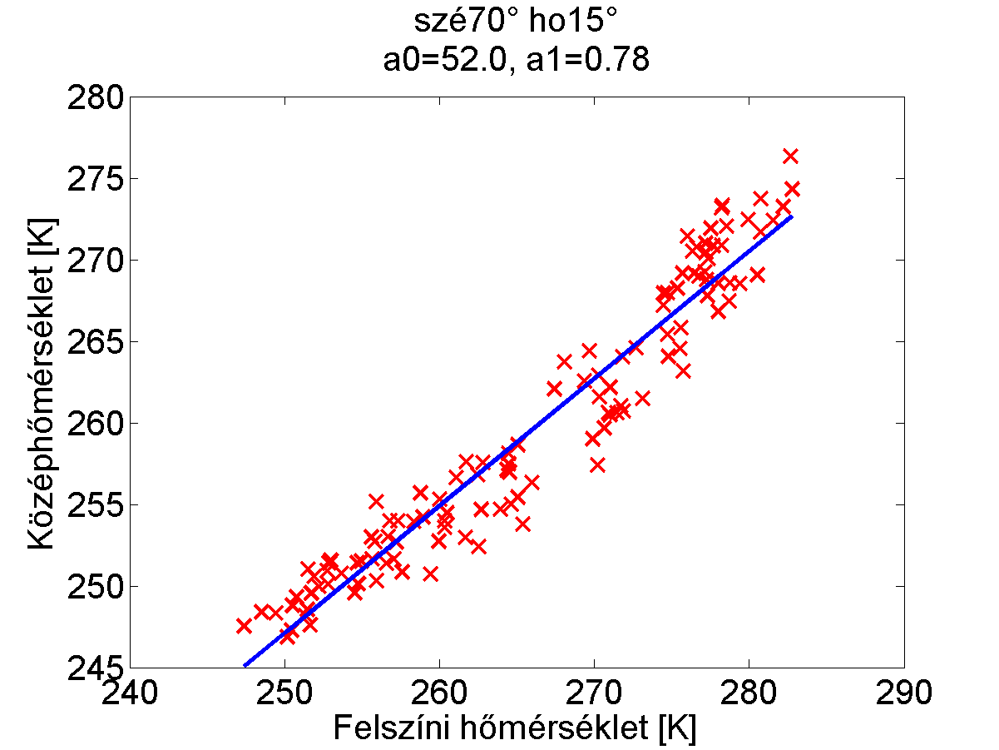 szé70° ho15°
a0=52.0, a1=0.78
280
275
270
265
260
255
250
245
Középhőmérséklet [K]
240 250 260 270 280 290
Felszíni hőmérséklet [K]